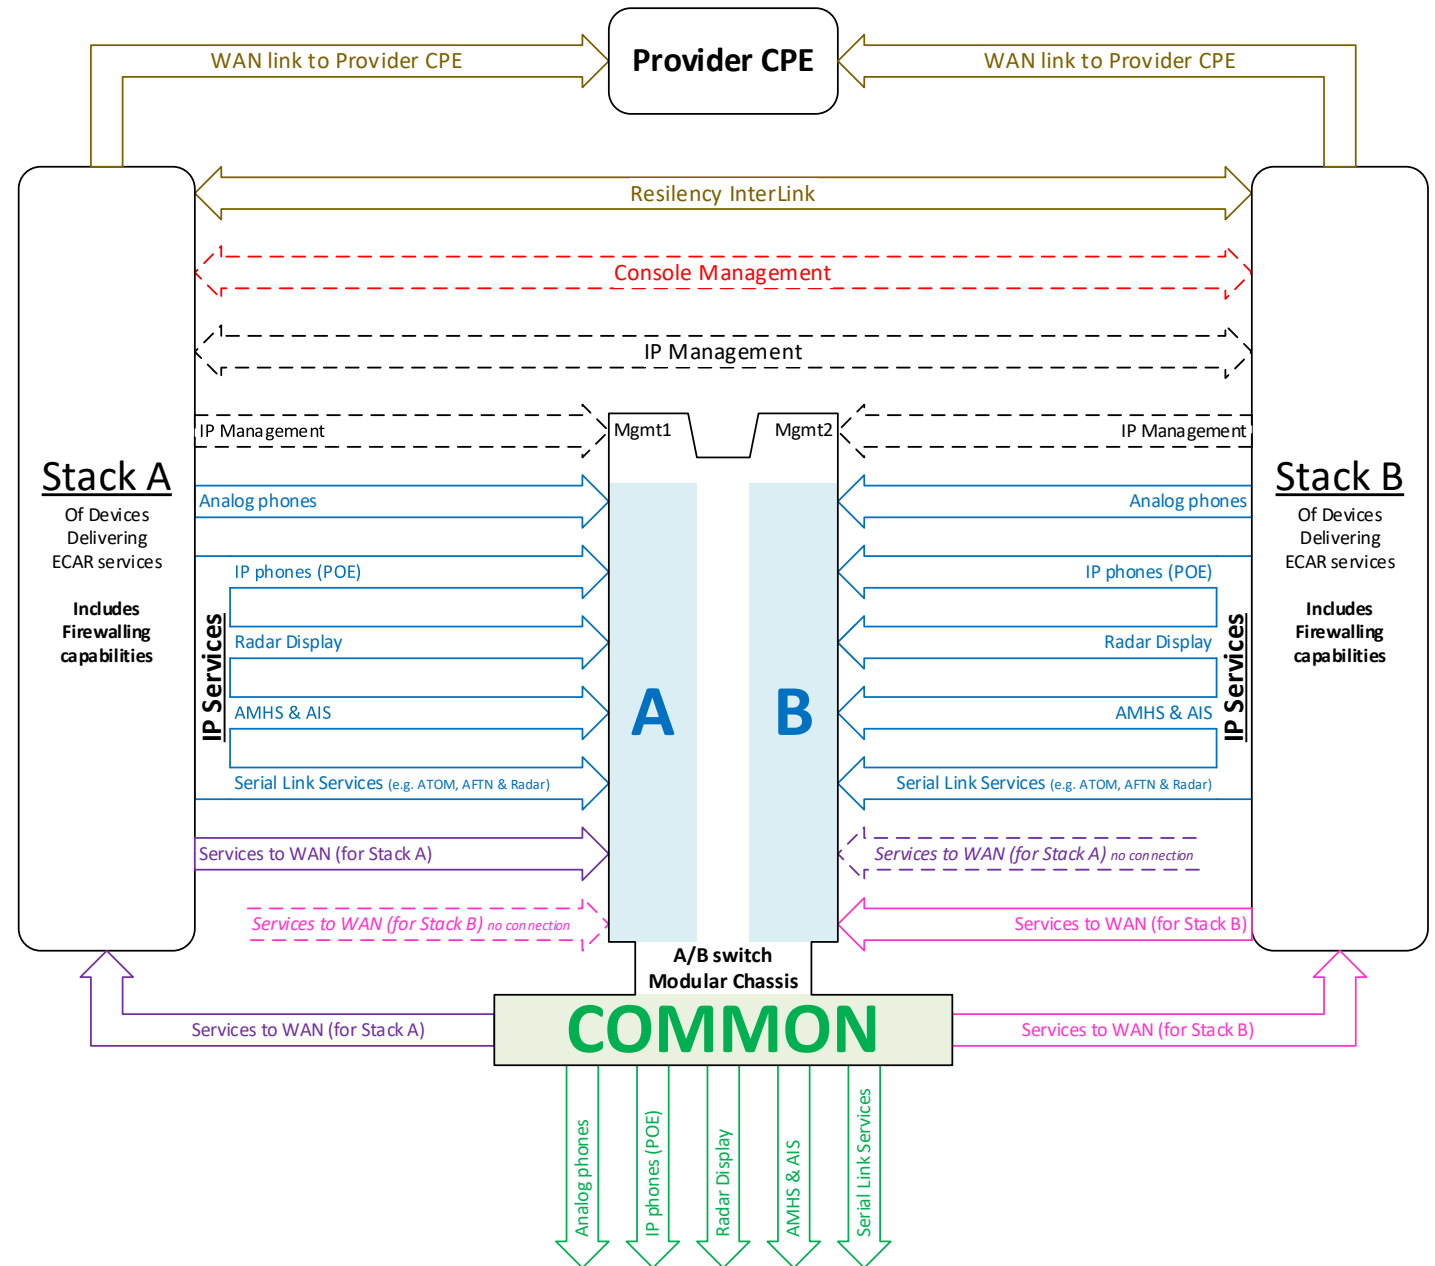 WAN link to Provider CPE
Provider CPE
WAN link to Provider CPE
Resilency InterLink
Console Management
IP Management
IP Management
Mgmt1
Mgmt2
IP Management
Stack A
Of Devices
Delivering
ECAR services
Includes
Firewalling
capabilities
Stack B
Of Devices
Delivering
ECAR services
Includes
Firewalling
capabilities
Analog phones
IP Services
IP phones (POE)
Radar Display
AMHS & AIS
Serial Link Services (e.g. ATOM, AFTN & Radar)
Services to WAN (for Stack A)
Services to WAN (for Stack B) no connection
A
B
Analog phones
IP phones (POE)
Radar Display
AMHS & AIS
Serial Link Services (e.g. ATOM, AFTN & Radar)
IP Services
Services to WAN (for Stack A) no connection
Services to WAN (for Stack B)
A/B switch
Modular Chassis
Services to WAN (for Stack A)
COMMON
Services to WAN (for Stack B)
Analog phones
IP phones (POE)
Radar Display
AMHS & AIS
Serial Link Services